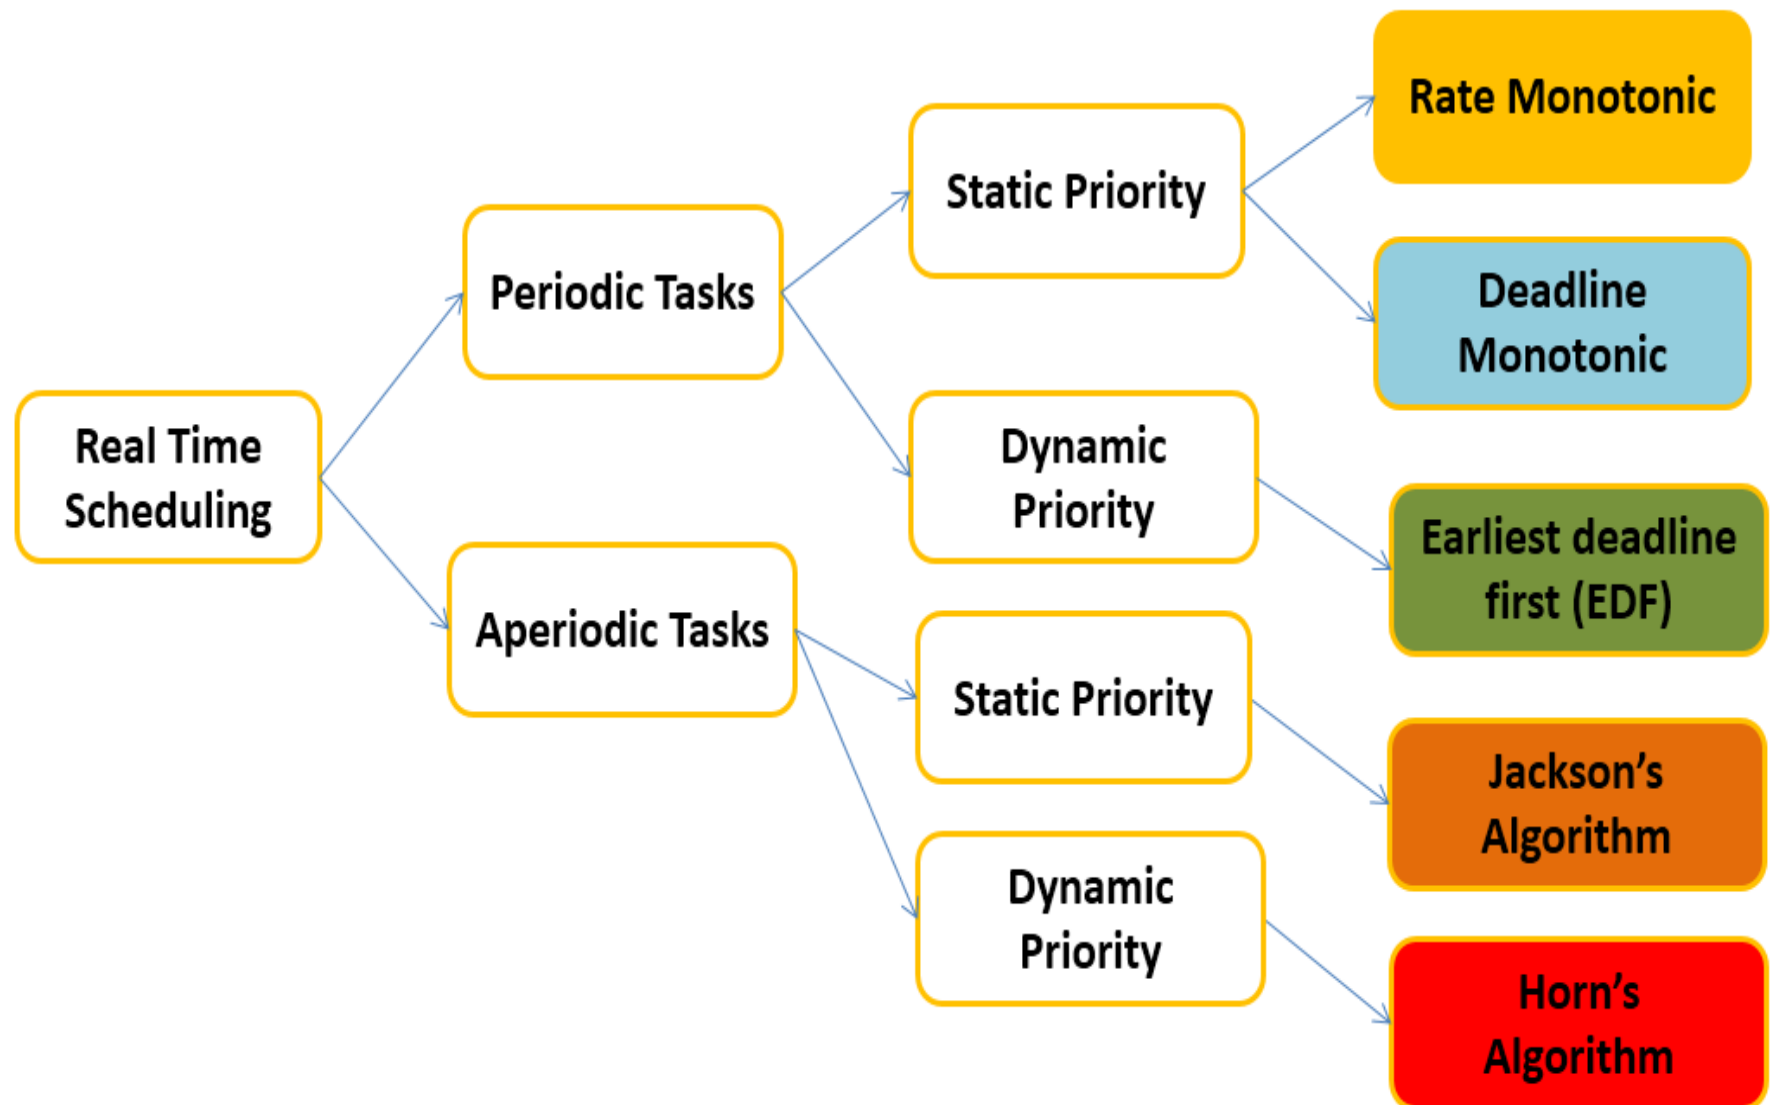 Real Time
Scheduling
Periodic Tasks
Aperiodic Tasks
Static Priority
Dynamic
Priority
Static Priority
Dynamic
Priority
Rate Monotonic
Deadline
Monotonic
Earliest deadline
first (EDF)
Jackson’s
Algorithm
Horn’s
Algorithm